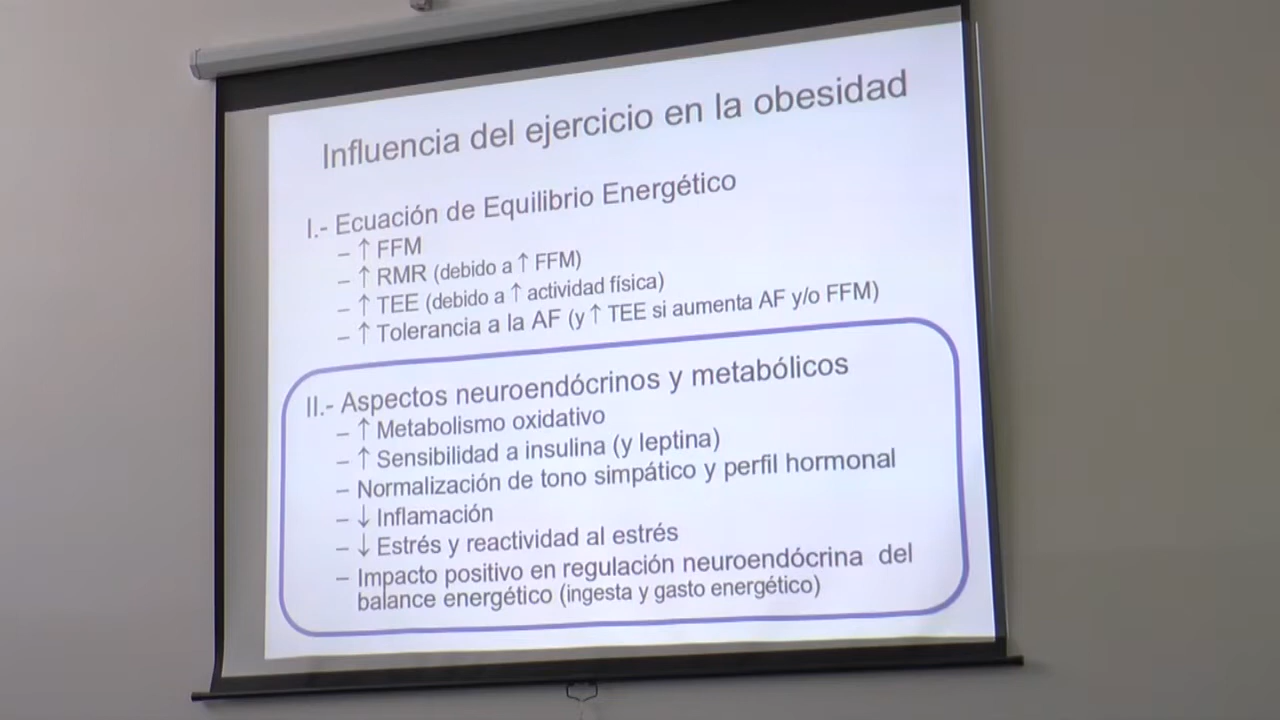 Influencia del ejercicio en la obesidad
I.- Ecuación de Equilibrio Energético
– ↑ FFM
– ↑ RMR (debido a ↑ FFM)
– ↑ TEE (debido a ↑ actividad física)
– ↑ Tolerancia a la AF (y ↑ TEE si aumenta AF y/o FFM)
II.- Aspectos neuroendócrinos y metabólicos
– ↑ Metabolismo oxidativo
– ↑ Sensibilidad a insulina (y leptina)
– Normalización de tono simpático y perfil hormonal
– ↓ Inflamación
– ↓ Estrés y reactividad al estrés
– Impacto positivo en regulación neuroendócrina del
balance energético (ingesta y gasto energético)